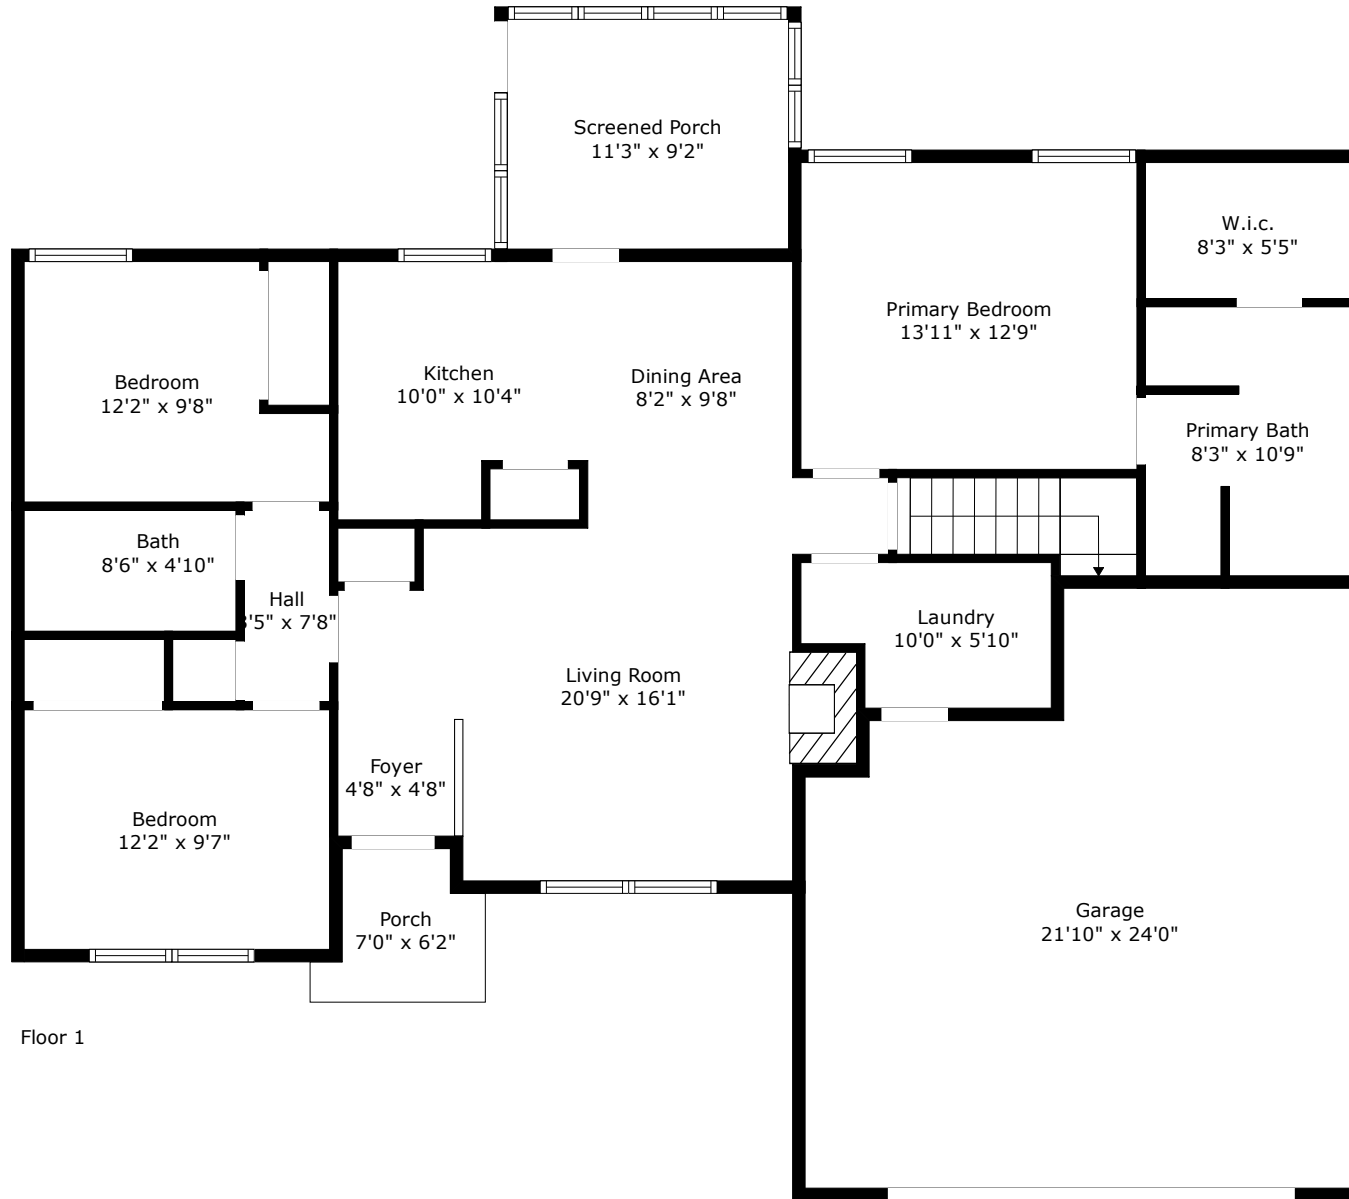 Screened Porch
11'3" x 9'2"
W.i.c.
8'3" x 5'5"
Primary Bedroom
13'11" x 12'9"
Kitchen
10'0" x 10'4"
Dining Area
8'2" x 9'8"
Bedroom
12'2" x 9'8"
Primary Bath
8'3" x 10'9"
Bath
8'6" x 4'10"
Hall
'5" x 7'8"
Laundry
10'0" x 5'10"
Living Room
20'9" x 16'1"
Foyer
4'8" x 4'8"
Bedroom
12'2" x 9'7"
Porch
7'0" x 6'2"
Garage
21'10" x 24'0"
Floor 1